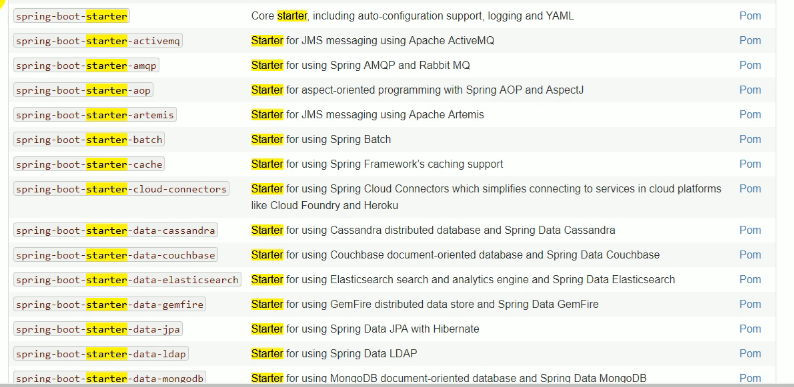 spring-boot-starter Core starter, including auto-configuration support, logging and YAML Pom
spring-boot-starter-activemq Starter for JMS messaging using Apache ActiveMQ Pom
spring-boot-starter-amqp Starter for using Spring AMQP and Rabbit MQ Pom
spring-boot-starter-aop Starter for aspect-oriented programming with Spring AOP and AspectJ Pom
spring-boot-starter-artemis Starter for JMS messaging using Apache Artemis Pom
spring-boot-starter-batch Starter for using Spring Batch Pom
spring-boot-starter-cache Starter for using Spring Framework's caching support Pom
spring-boot-starter-cloud-connectors Starter for using Spring Cloud Connectors which simplifies connecting to services in cloud platforms Pom
like Cloud Foundry and Heroku
spring-boot-starter-data-cassandra Starter for using Cassandra distributed database and Spring Data Cassandra Pom
spring-boot-starter-data-couchbase Starter for using Couchbase document-oriented database and Spring Data Couchbase Pom
spring-boot-starter-data-elasticsearch Starter for using Elasticsearch search and analytics engine and Spring Data Elasticsearch Pom
spring-boot-starter-data-gemfire Starter for using GemFire distributed data store and Spring Data GemFire Pom
spring-boot-starter-data-jpa Starter for using Spring Data JPA with Hibernate Pom
spring-boot-starter-data-ldap Starter for using Spring Data LDAP Pom
spring-boot-starter-data-mongodb Starter for using MongoDB document-oriented database and Spring Data MongoDB Pom